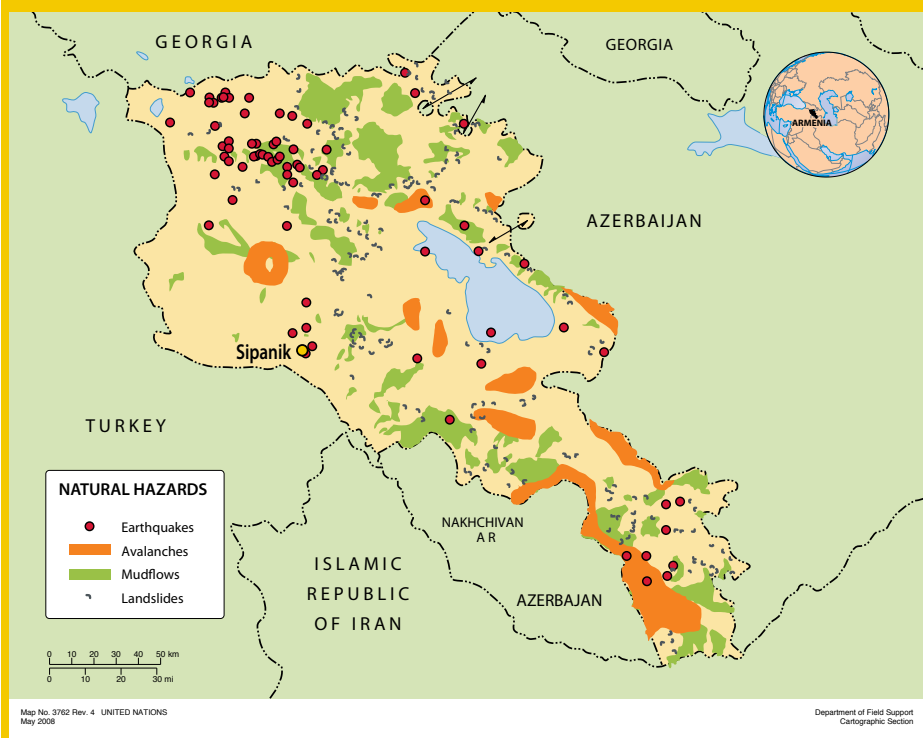 GEORGIA
GEORGIA
ARMENIA
AZERBAIJAN
Sipanik
TURKEY
NATURAL HAZARDS
Earthquakes
Avalanches
Mudflows
Landslides
NAKHCHIVAN
A R
ISLAMIC
REPUBLIC
OF IRAN
AZERBAJAN
0 10 20 30 40 50 km
0 10 20 30 mi
Map No. 3762 Rev. 4 UNITED NATIONS
May 2008
Department of Field Support
Cartographic Section